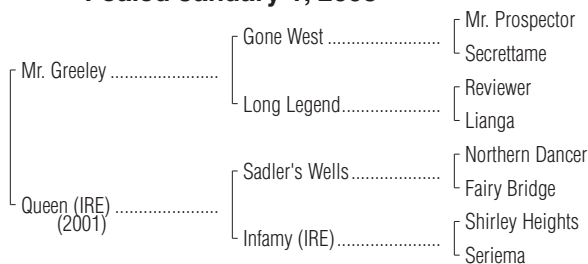 Foaled January 1,
Mr. Prospector
Gone West
Secrettame
Mr. Greeley
Reviewer
Long Legend
Lianga
Northern Dancer
Sadler's Wells
Fairy Bridge
Queen (IRE)
(2001)
Shirley Heights
Infamy (IRE)
Seriema